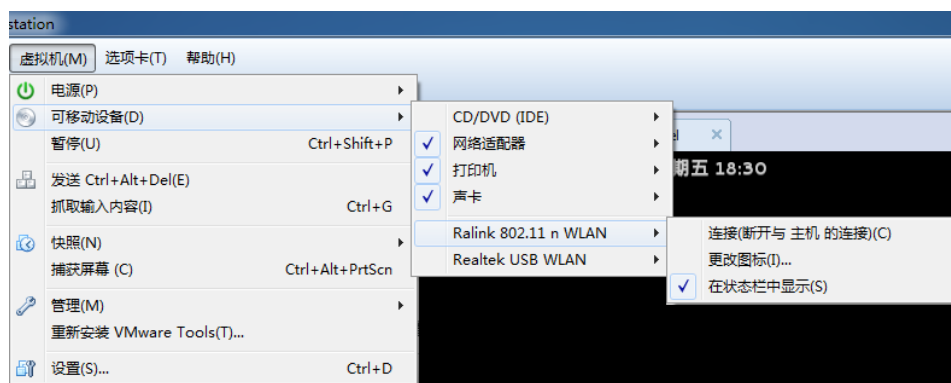 station
虚拟机(M) 选项卡(T) 帮助(H)
电源(P)
可移动设备(D)
暂停(U) Ctrl+Shift+P
发送 Ctrl+Alt+Del(E)
抓取输入内容(I) Ctrl+G
快照(N)
捕获屏幕 (C) Ctrl+Alt+PrtScn
管理(M)
重新安装 VMware Tools(T)...
设置(S)... Ctrl+D
CD/DVD (IDE)
网络适配器
打印机
声卡
Ralink 802.11 n WLAN
Realtek USB WLAN
期五 18:30
连接(断开与 主机 的连接)(C)
更改图标(I)...
在状态栏中显示(S)